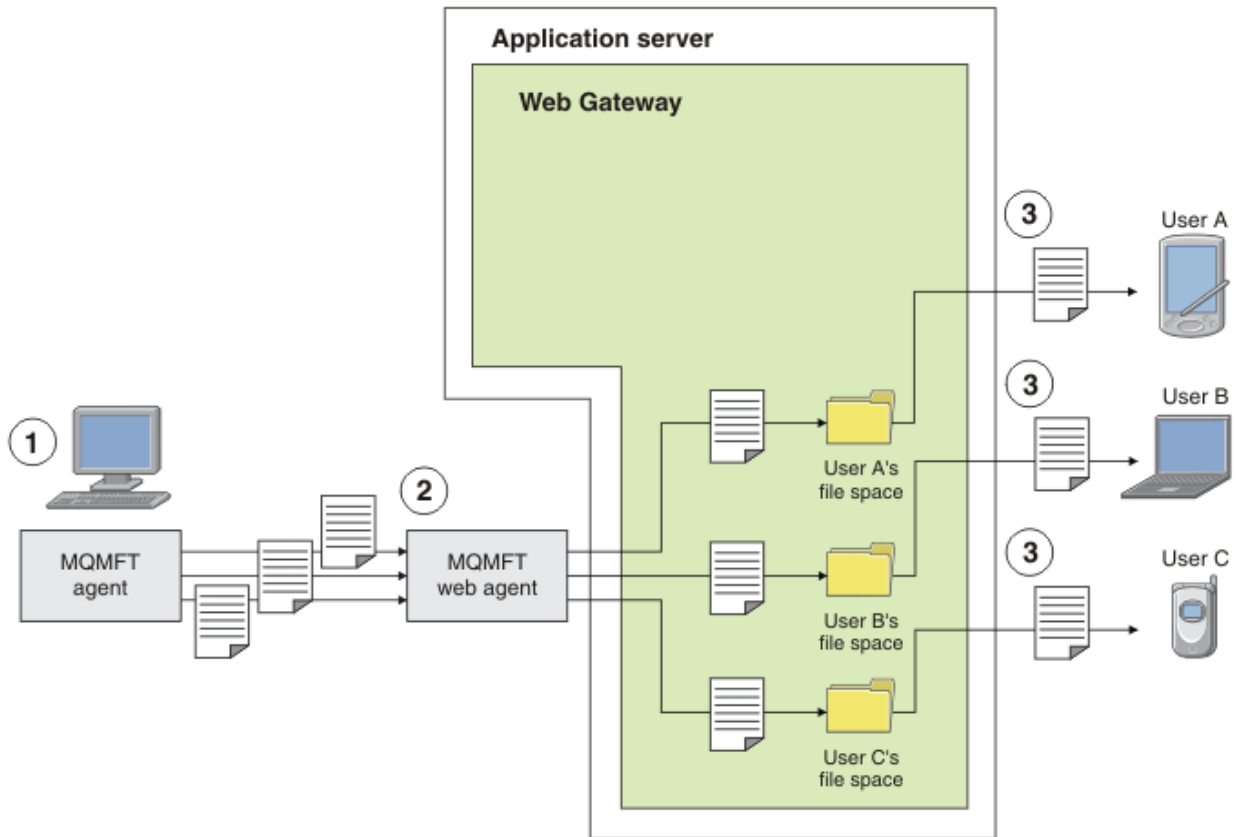 Application server
Web Gateway
3
User A
3
User B
1
User A's
file space
2
MQMFT
agent
MQMFT
web agent
3
User C
User B's
file space
User C's
file space